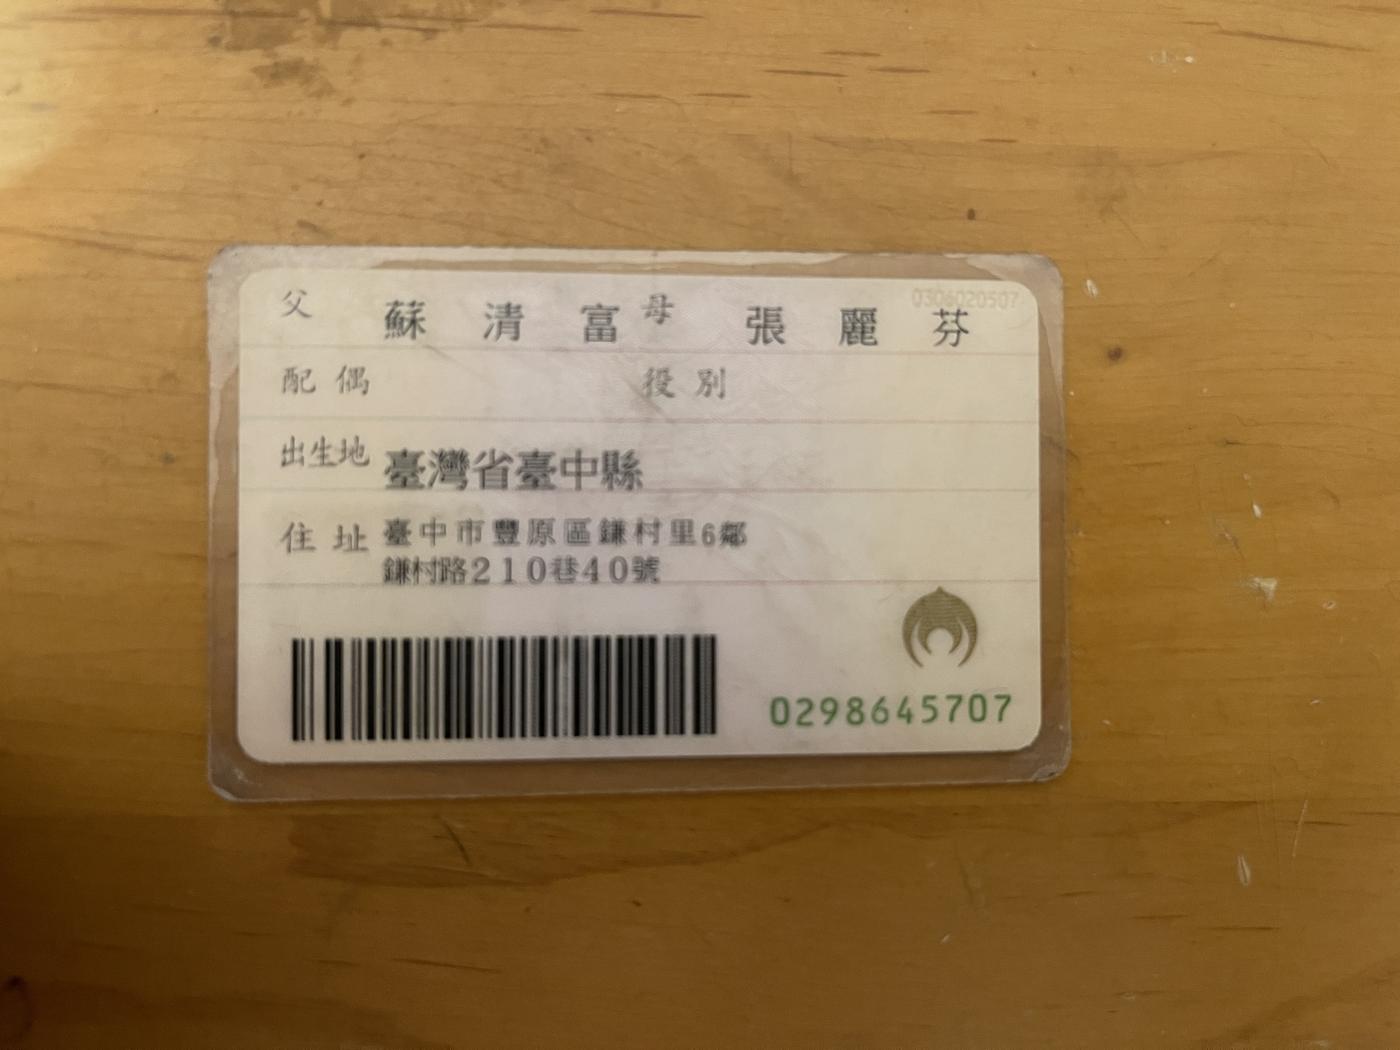 0306020507
父 蘇清富 母 張麗芬
配偶 役別
出生地 臺灣省臺中縣
住址 臺中市豐原區鎌村里6鄰
鎌村路210巷40號
0298645707